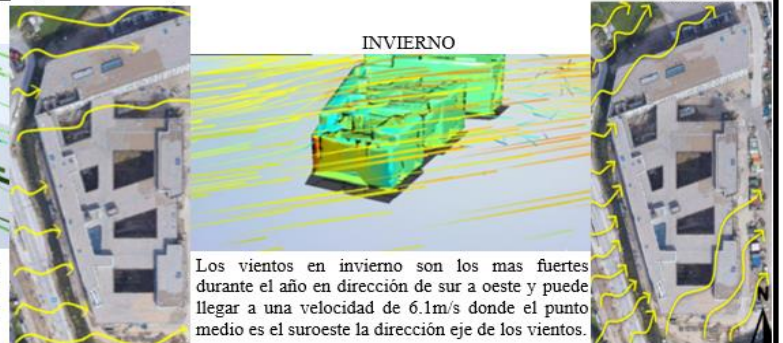 INVIERNO
Los vientos en invierno son los mas fuertes
durante el año en dirección de sur a oeste y puede
llegar a una velocidad de 6.1m/s donde el punto
medio es el suroeste la dirección eje de los vientos.
N